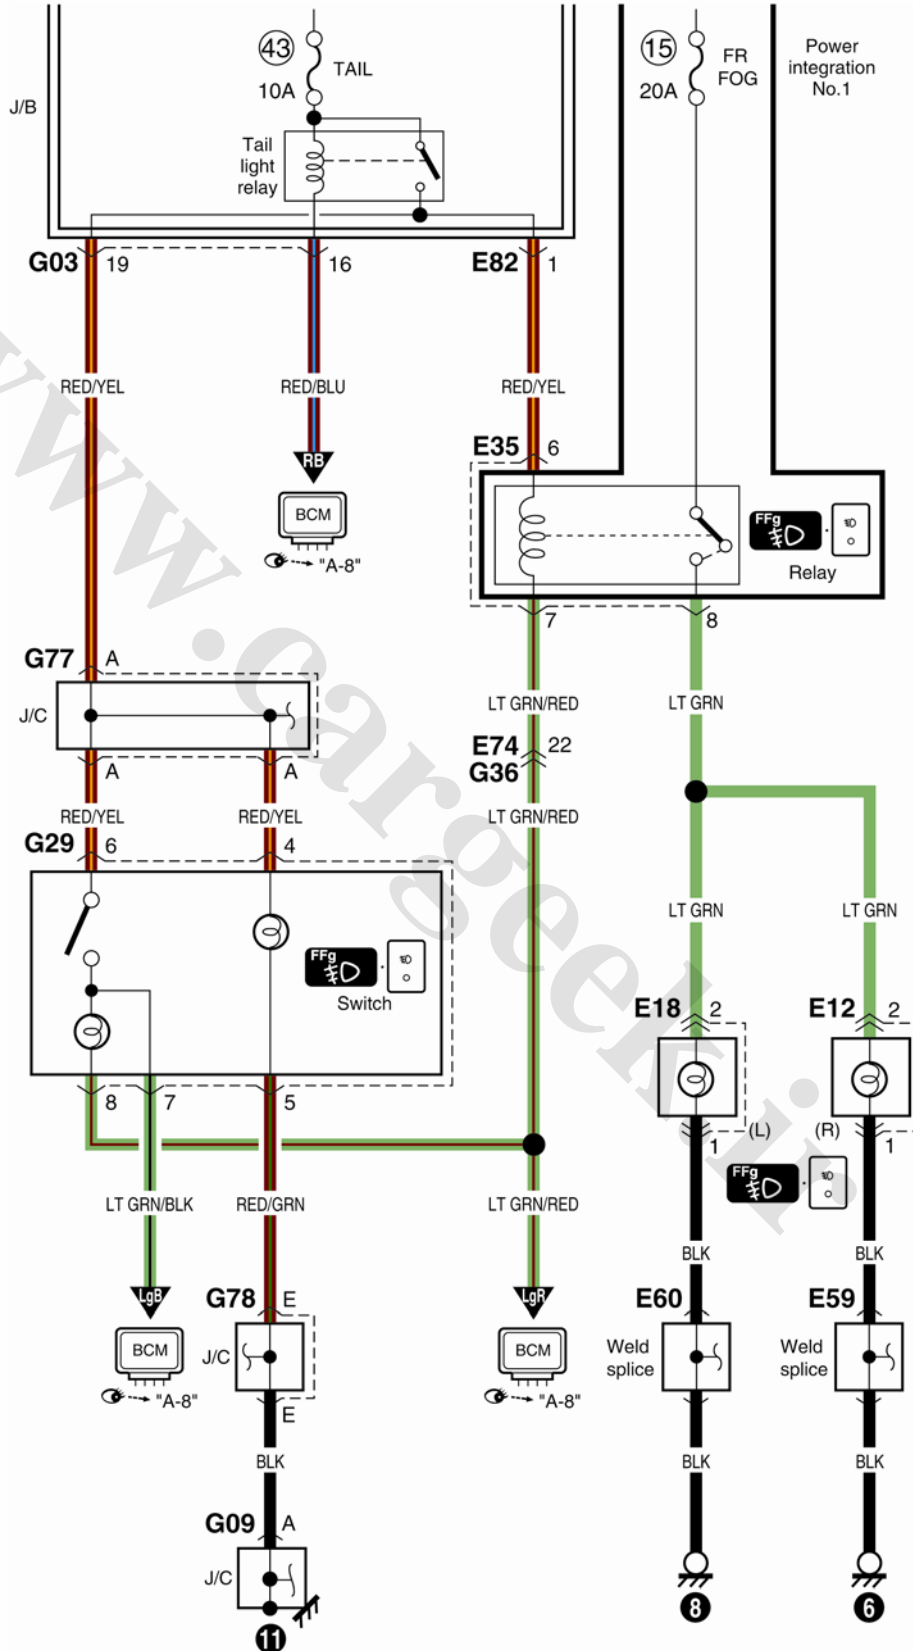 43
TAIL
10A
J/B
Tail
light
relay
15
FR
FOG
20A
Power
integration
No.1
G03
19
16
E82
1
RED/YEL
RED/BLU
RED/YEL
RB
BCM
"A-8"
E35
6
FFg
Relay
7
8
G77
A
J/C
A
A
LT GRN/RED
LT GRN
E74
22
G36
RED/YEL
RED/YEL
LT GRN/RED
G29
6
4
FFg
Switch
LT GRN
LT GRN
E18
2
E12
2
8
7
5
1
(L)
(R)
1
FFg
LT GRN/BLK
RED/GRN
LT GRN/RED
BLK
BLK
LgB
G78
E
LgR
E60
E59
BCM
"A-8"
J/C
E
BCM
"A-8"
Weld
splice
Weld
splice
BLK
BLK
BLK
G09
A
J/C
11
8
6
www.cargeek.ir